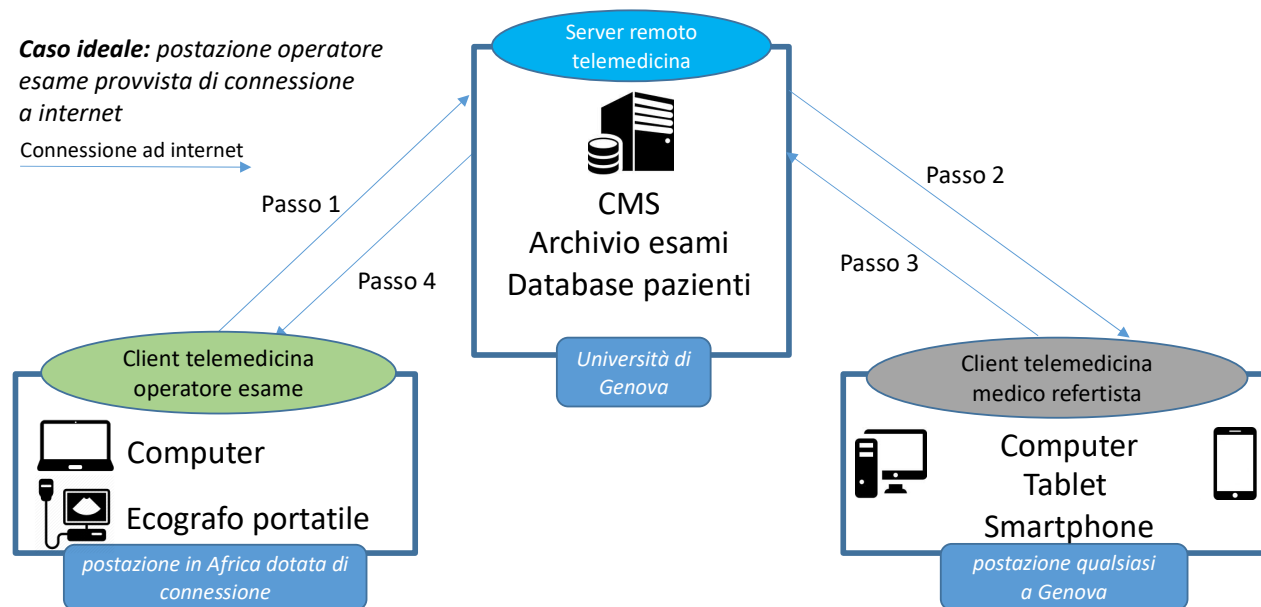 Caso ideale: postazione operatore
esame provvista di connessione
a internet
Connessione ad internet
Server remoto
telemedicina
CMS
Archivio esami
Database pazienti
Università di
Genova
Passo 1
Passo 4
Passo 2
Passo 3
Client telemedicina
operatore esame
Computer
Ecografo portatile
postazione in Africa dotata di
connessione
Client telemedicina
medico refertista
Computer
Tablet
Smartphone
postazione qualsiasi
a Genova